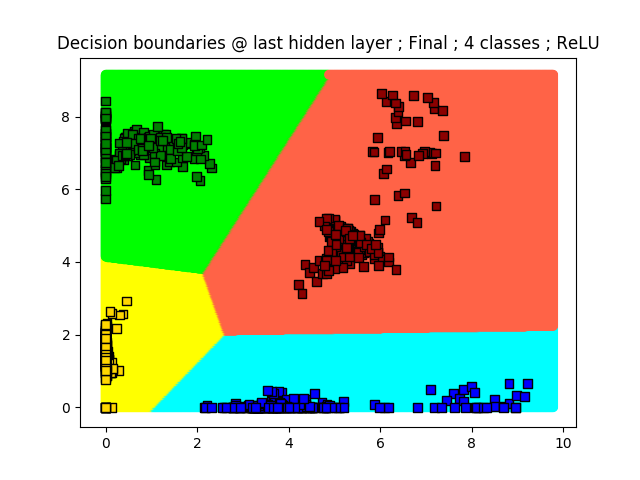 Decision boundaries @ last hidden layer ; Final ; 4 classes ; ReLU
8
6
4
2
0
0 2 4 6 8 10